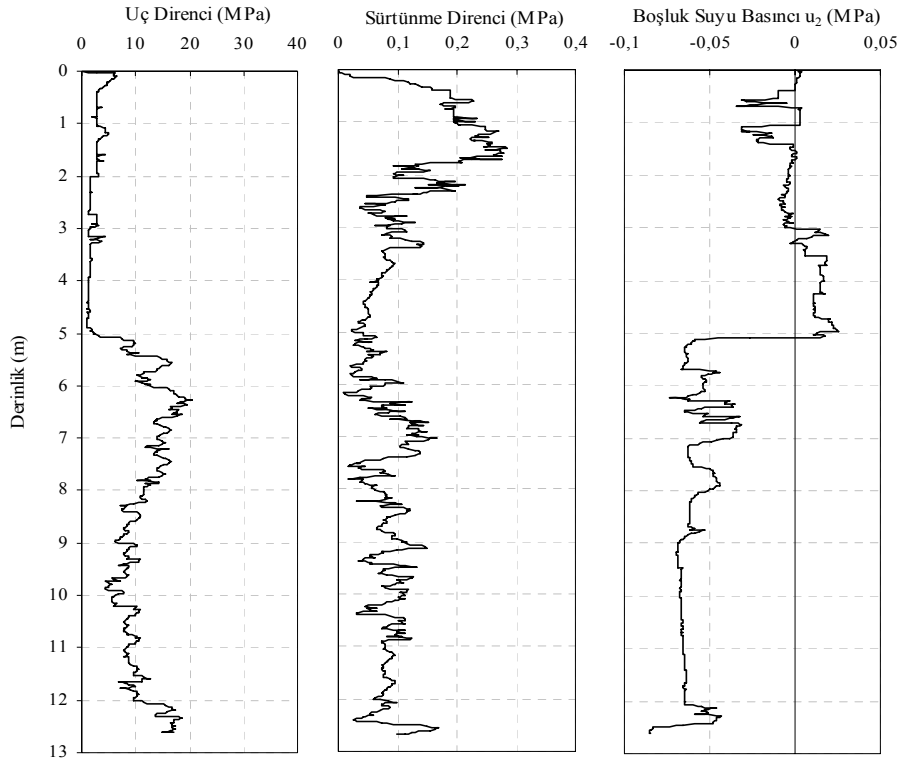 Uç Direnci (MPa)
0 10 20 30 40
Sürtünme Direnci (MPa)
0 0,1 0,2 0,3 0,4
Boşluk Suyu Basıncı u₂ (MPa)
-0,1 -0,05 0 0,05
Derinlik (m)
0
1
2
3
4
5
6
7
8
9
10
11
12
13